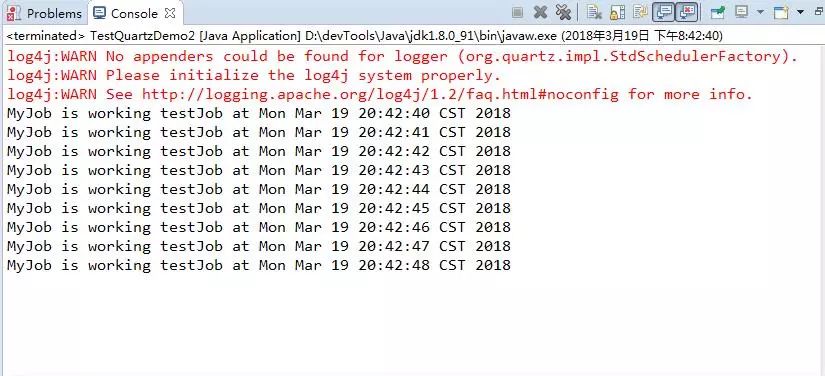 Problems Console
<terminated> TestQuartzDemo2 [Java Application] D:\devTools\Java\jdk1.8.0_91\bin\javaw.exe (2018年3月19日 下午8:42:40)
log4j:WARN No appenders could be found for logger (org.quartz.impl.StdSchedulerFactory).
log4j:WARN Please initialize the log4j system properly.
log4j:WARN See http://logging.apache.org/log4j/1.2/faq.html#noconfig for more info.
MyJob is working testJob at Mon Mar 19 20:42:40 CST 2018
MyJob is working testJob at Mon Mar 19 20:42:41 CST 2018
MyJob is working testJob at Mon Mar 19 20:42:42 CST 2018
MyJob is working testJob at Mon Mar 19 20:42:43 CST 2018
MyJob is working testJob at Mon Mar 19 20:42:44 CST 2018
MyJob is working testJob at Mon Mar 19 20:42:45 CST 2018
MyJob is working testJob at Mon Mar 19 20:42:46 CST 2018
MyJob is working testJob at Mon Mar 19 20:42:47 CST 2018
MyJob is working testJob at Mon Mar 19 20:42:48 CST 2018